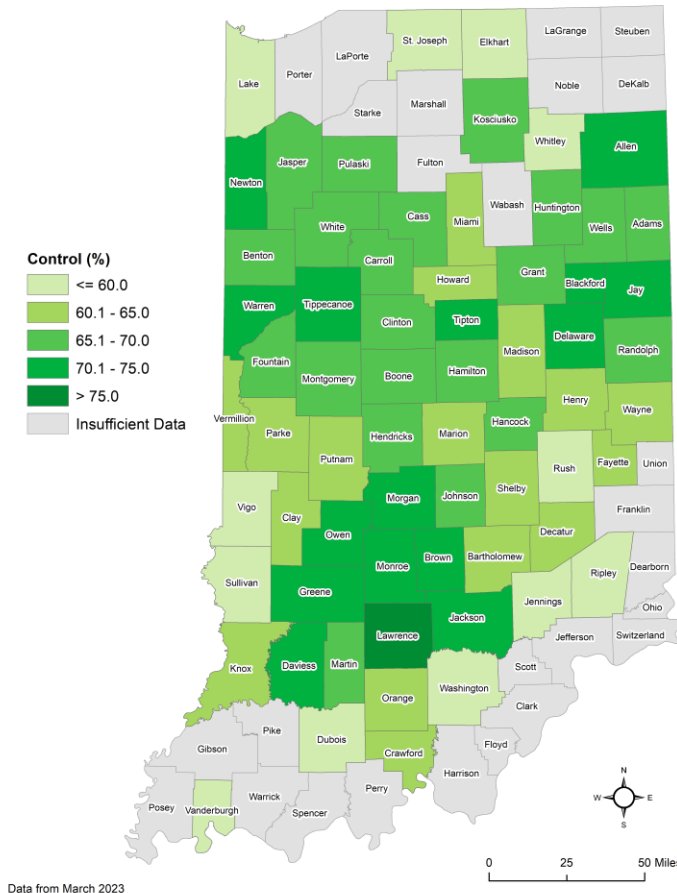 LaGrange
Steuben
St. Joseph
Elkhart
LaPorte
Porter
Lake
Noble
DeKalb
Marshall
Starke
Kosciusko
Whitley
Allen
Fulton
Jasper
Pulaski
Newton
Wabash
Huntington
Cass
Miami
Wells
Adams
White
Benton
Carroll
Grant
Howard
Blackford
Jay
Control (%)
<= 60.0
60.1 - 65.0
65.1 - 70.0
70.1 - 75.0
> 75.0
Insufficient Data
Warren
Tippecanoe
Clinton
Tipton
Delaware
Madison
Randolph
Fountain
Montgomery
Boone
Hamilton
Henry
Wayne
Vermillion
Parke
Hendricks
Marion
Hancock
Putnam
Rush
Fayette
Union
Shelby
Morgan
Johnson
Vigo
Clay
Franklin
Owen
Decatur
Brown
Bartholomew
Monroe
Dearborn
Ripley
Sullivan
Greene
Jennings
Ohio
Jackson
Lawrence
Jefferson
Switzerland
Knox
Daviess
Martin
Scott
Washington
Orange
Clark
Pike
Dubois
Gibson
Floyd
Crawford
Harrison
Perry
Warrick
Posey
Vanderburgh
Spencer
N
W
E
S
0
25
50 Miles
Data from March 2023